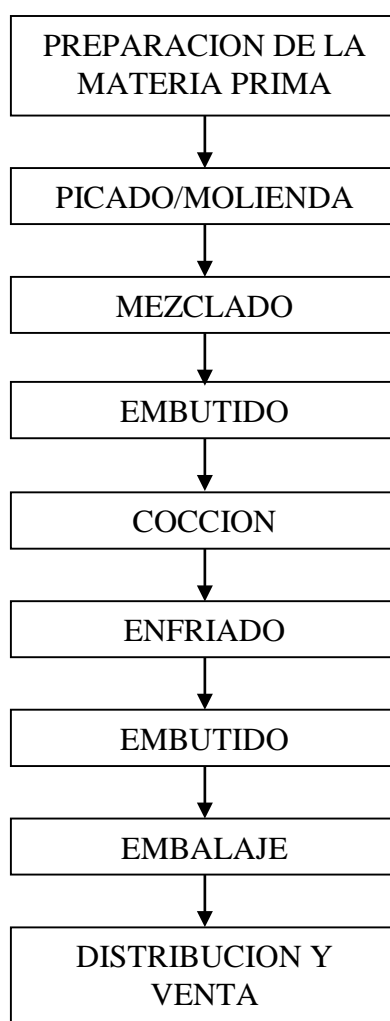 PREPARACION DE LA
MATERIA PRIMA
PICADO/MOLIENDA
MEZCLADO
EMBUTIDO
COCCION
ENFRIADO
EMBUTIDO
EMBALAJE
DISTRIBUCION Y
VENTA